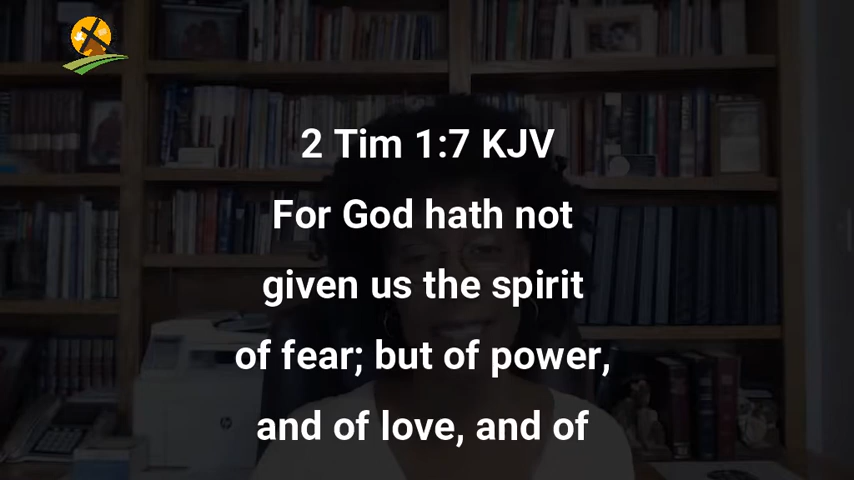 2 Tim 1:7 KJV
For God hath not
given us the spirit
of fear; but of power,
and of love, and of